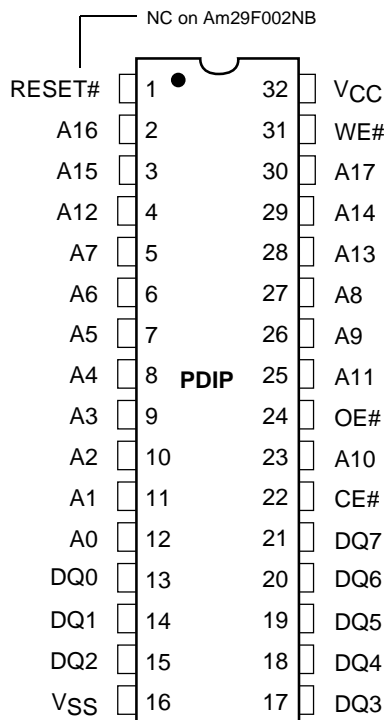 NC on Am29F002NB
RESET# 1 32 VCC
A16 2 31 WE#
A15 3 30 A17
A12 4 29 A14
A7 5 28 A13
A6 6 27 A8
A5 7 26 A9
A4 8 PDIP 25 A11
A3 9 24 OE#
A2 10 23 A10
A1 11 22 CE#
A0 12 21 DQ7
DQ0 13 20 DQ6
DQ1 14 19 DQ5
DQ2 15 18 DQ4
VSS 16 17 DQ3